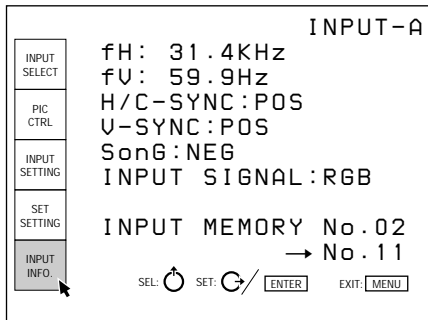 INPUT-A
INPUT
SELECT
PIC
CTRL
INPUT
SETTING
SET
SETTING
INPUT
INFO.
fH: 31.4KHz
fV: 59.9Hz
H/C-SYNC:POS
V-SYNC:POS
SonG:NEG
INPUT SIGNAL:RGB
INPUT MEMORY No.02
→ No.11
SEL: SET: / ENTER EXIT: MENU